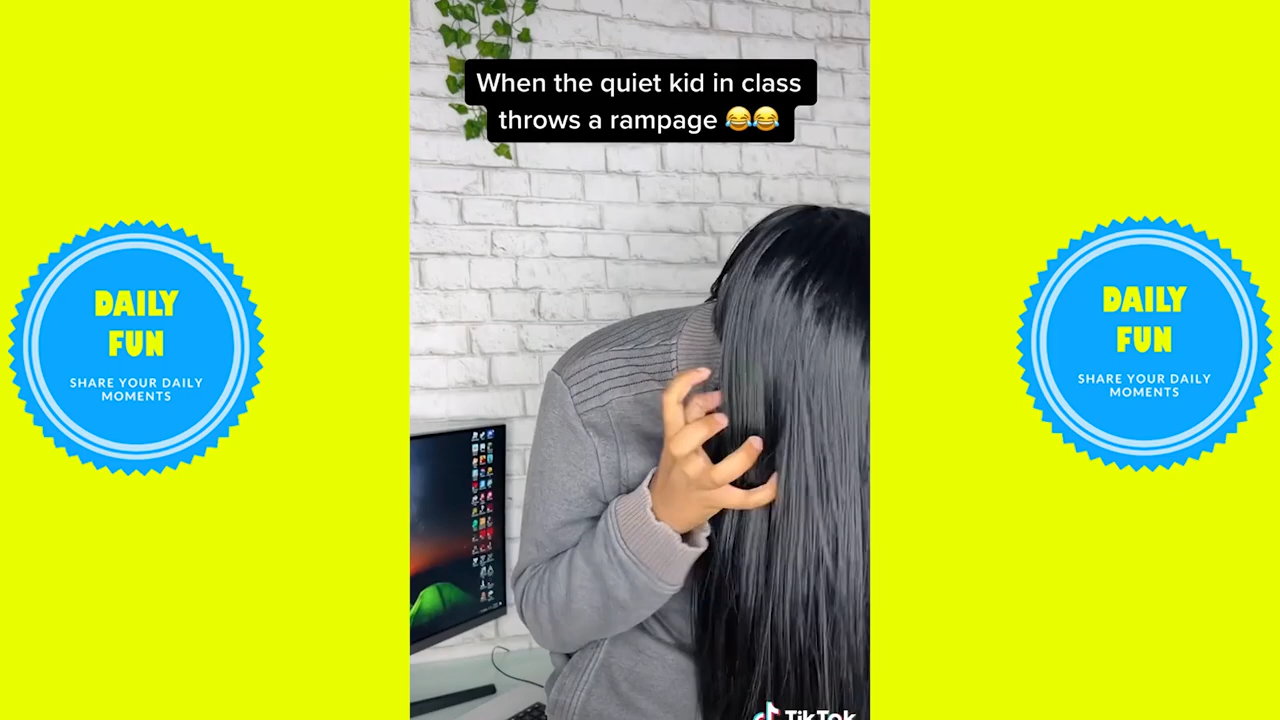 When the quiet kid in class
throws a rampage 😂😂
DAILY
FUN
SHARE YOUR DAILY
MOMENTS
DAILY
FUN
SHARE YOUR DAILY
MOMENTS
TikTok